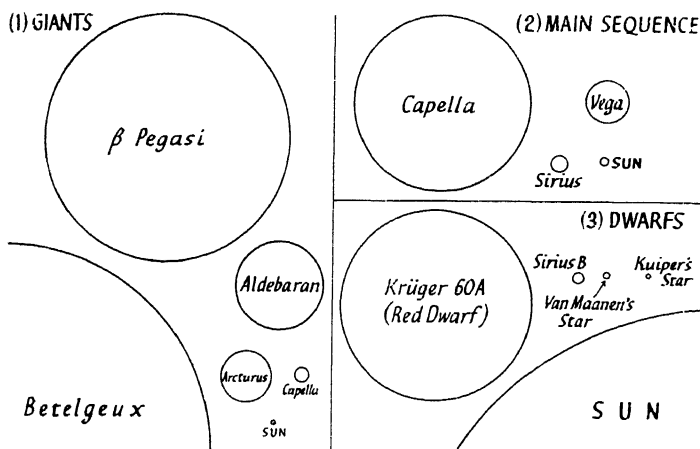 (1) GIANTS
β Pegasi
Aldebaran
Arcturus
Capella
SUN
Betelgeux
(2) MAIN SEQUENCE
Capella
Vega
Sirius
SUN
(3) DWARFS
Krüger 60A
(Red Dwarf)
Sirius B
Kuiper's
Star
Van Maanen's
Star
SUN